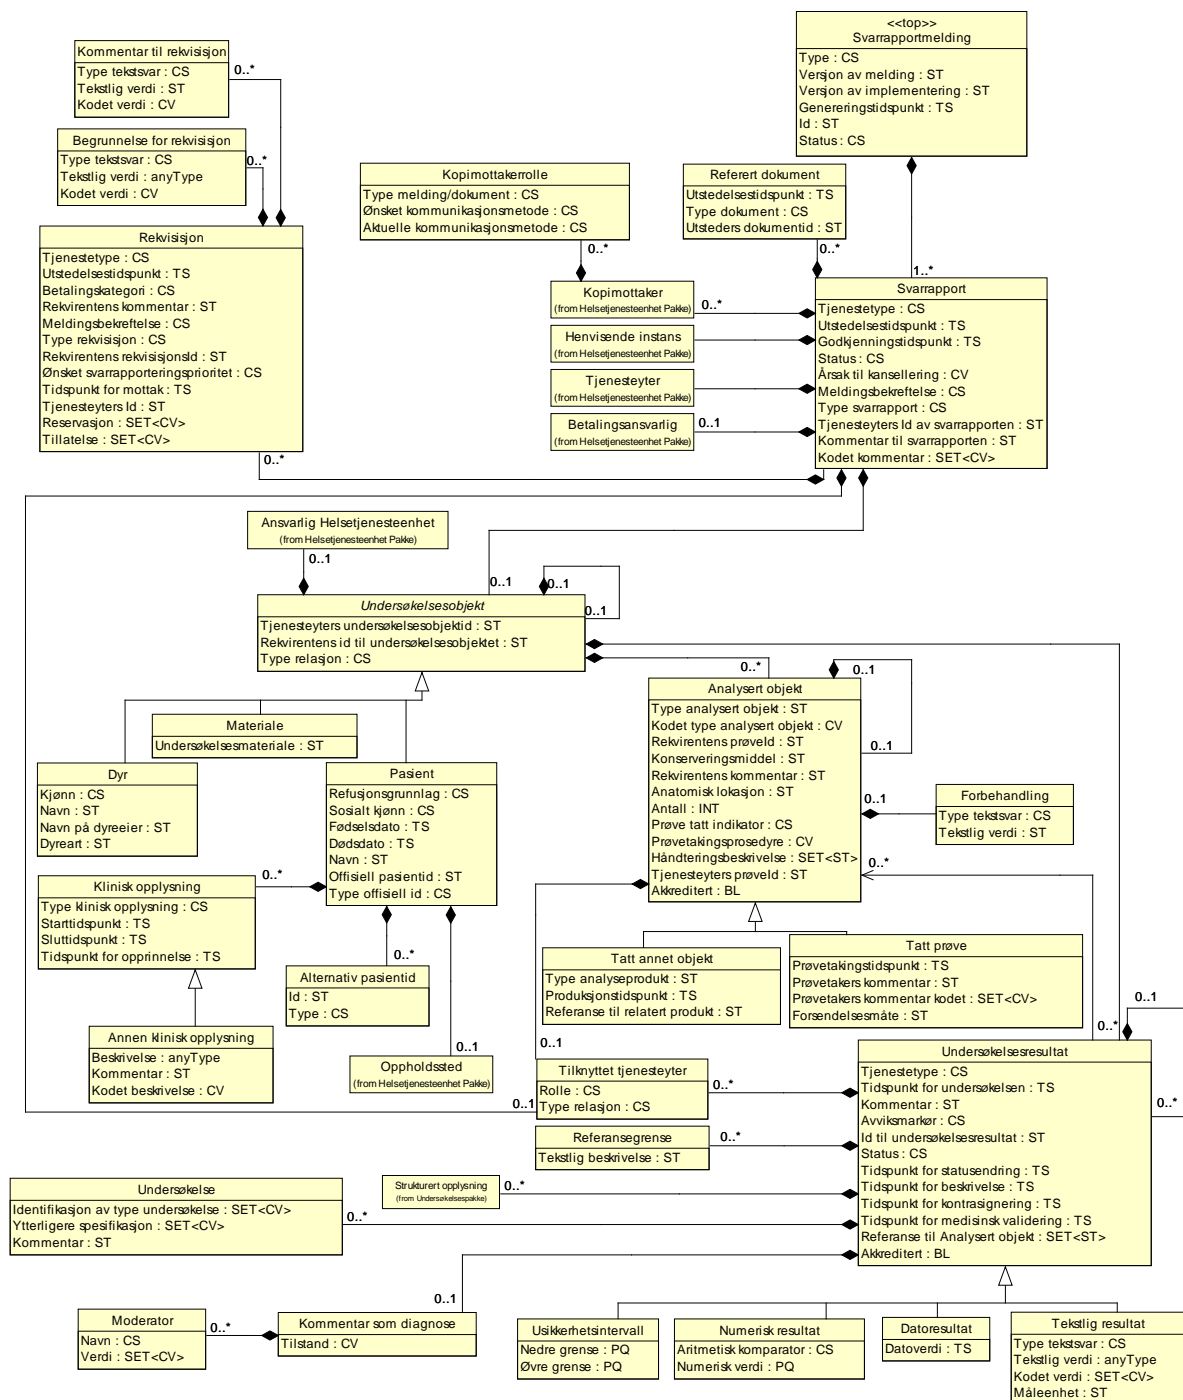 <<top>>
Svarrapportmelding
Type : CS
Versjon av melding : ST
Versjon av implementering : ST
Genereringstidspunkt : TS
Id : ST
Status : CS
1..*
Kommentar til rekvisisjon
Type tekstsvar : CS
Tekstlig verdi : ST
Kodet verdi : CV
0..*
Begrunnelse for rekvisisjon
Type tekstsvar : CS
Tekstlig verdi : anyType
Kodet verdi : CV
0..*
Rekvisisjon
Tjenestetype : CS
Utstedelsestidspunkt : TS
Betalingskategori : CS
Rekvirentens kommentar : ST
Meldingsbekreftelse : CS
Type rekvisisjon : CS
Rekvirentens rekvisisjonsId : ST
Ønsket svarrapporteringsprioritet : CS
Tidspunkt for mottak : TS
Tjenesteyters Id : ST
Reservasjon : SET<CV>
Tillatelse : SET<CV>
0..*
Kopimottakerrolle
Type melding/dokument : CS
Ønsket kommunikasjonsmetode : CS
Aktuelle kommunikasjonsmetode : CS
0..*
Referert dokument
Utstedelsestidspunkt : TS
Type dokument : CS
Utsteders dokumentid : ST
0..*
Kopimottaker
(from Helsetjenesteenhet Pakke)
0..*
Henvisende instans
(from Helsetjenesteenhet Pakke)
Tjenesteyter
(from Helsetjenesteenhet Pakke)
Betalingsansvarlig
(from Helsetjenesteenhet Pakke)
0..1
Svarrapport
Tjenestetype : CS
Utstedelsestidspunkt : TS
Godkjenningstidspunkt : TS
Status : CS
Årsak til kansellering : CV
Meldingsbekreftelse : CS
Type svarrapport : CS
Tjenesteyters Id av svarrapporten : ST
Kommentar til svarrapporten : ST
Kodet kommentar : SET<CV>
Ansvarlig Helsetjenesteenhet
(from Helsetjenesteenhet Pakke)
0..1
0..1
0..1
0..1
Undersøkelsesobjekt
Tjenesteyters undersøkelsesobjektid : ST
Rekvirentens id til undersøkelsesobjektet : ST
Type relasjon : CS
0..*
0..1
0..1
Analysert objekt
Type analysert objekt : ST
Kodet type analysert objekt : CV
Rekvirentens prøveId : ST
Konserveringsmiddel : ST
Rekvirentens kommentar : ST
Anatomisk lokasjon : ST
Antall : INT
Prøve tatt indikator : CS
Prøvetakingsprosedyre : CV
Håndteringsbeskrivelse : SET<ST>
Tjenesteyters prøveId : ST
Akkreditert : BL
0..1
0..*
Forbehandling
Type tekstsvar : CS
Tekstlig verdi : ST
Materiale
Undersøkelsesmateriale : ST
Dyr
Kjønn : CS
Navn : ST
Navn på dyreeier : ST
Dyreart : ST
Pasient
Refusjonsgrunnlag : CS
Sosialt kjønn : CS
Fødselsdato : TS
Dødsdato : TS
Navn : ST
Offisiell pasientid : ST
Type offisiell id : CS
Klinisk opplysning
Type klinisk opplysning : CS
Starttidspunkt : TS
Sluttidspunkt : TS
Tidspunkt for opprinnelse : TS
0..*
0..*
Alternativ pasientid
Id : ST
Type : CS
Annen klinisk opplysning
Beskrivelse : anyType
Kommentar : ST
Kodet beskrivelse : CV
0..1
Oppholdssted
(from Helsetjenesteenhet Pakke)
Tatt annet objekt
Type analyseprodukt : ST
Produksjonstidspunkt : TS
Referanse til relatert produkt : ST
Tatt prøve
Prøvetakingstidspunkt : TS
Prøvetakers kommentar : ST
Prøvetakers kommentar kodet : SET<CV>
Forsendelsesmåte : ST
0..1
0..1
Tilknyttet tjenesteyter
Rolle : CS
Type relasjon : CS
0..*
Referansegrense
Tekstlig beskrivelse : ST
0..*
Strukturert opplysning
(from Undersøkelsespakke)
0..*
Undersøkelse
Identifikasjon av type undersøkelse : SET<CV>
Ytterligere spesifikasjon : SET<CV>
Kommentar : ST
0..*
0..*
0..1
0..*
Undersøkelsesresultat
Tjenestetype : CS
Tidspunkt for undersøkelsen : TS
Kommentar : ST
Avviksmarkør : CS
Id til undersøkelsesresultat : ST
Status : CS
Tidspunkt for statusendring : TS
Tidspunkt for beskrivelse : TS
Tidspunkt for kontrasignering : TS
Tidspunkt for medisinsk validering : TS
Referanse til Analysert objekt : SET<ST>
Akkreditert : BL
0..1
Moderator
Navn : CS
Verdi : SET<CV>
0..*
Kommentar som diagnose
Tilstand : CV
Usikkerhetsintervall
Nedre grense : PQ
Øvre grense : PQ
Numerisk resultat
Aritmetisk komparator : CS
Numerisk verdi : PQ
Datoresultat
Datoverdi : TS
Tekstlig resultat
Type tekstsvar : CS
Tekstlig verdi : anyType
Kodet verdi : SET<CV>
Måleenhet : ST